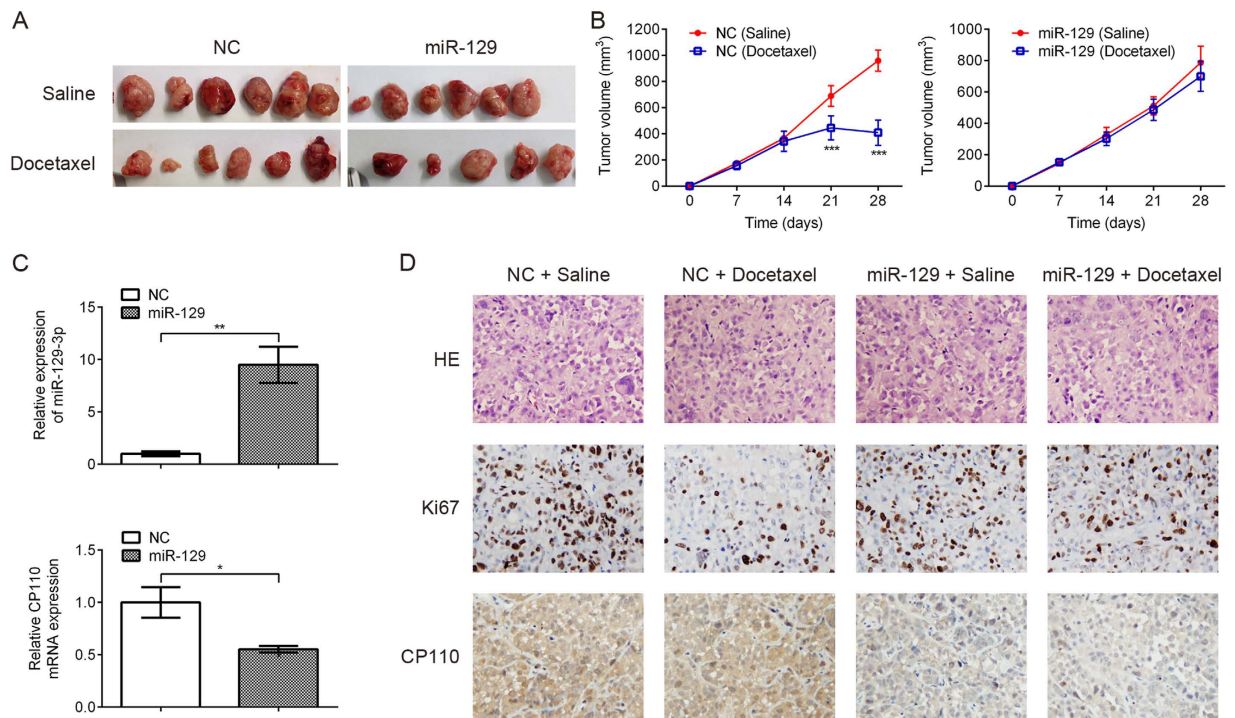 A
NC
miR-129
Saline
Docetaxel
B
NC (Saline)
NC (Docetaxel)
Tumor volume (mm³)
1200
1000
800
600
400
200
0
***
***
0 7 14 21 28
Time (days)
miR-129 (Saline)
miR-129 (Docetaxel)
Tumor volume (mm³)
1000
800
600
400
200
0
0 7 14 21 28
Time (days)
C
NC
miR-129
Relative expression
of miR-129-3p
15
10
5
0
**
NC
miR-129
Relative CP110
mRNA expression
1.5
1.0
0.5
0.0
*
D
NC + Saline
NC + Docetaxel
miR-129 + Saline
miR-129 + Docetaxel
HE
Ki67
CP110